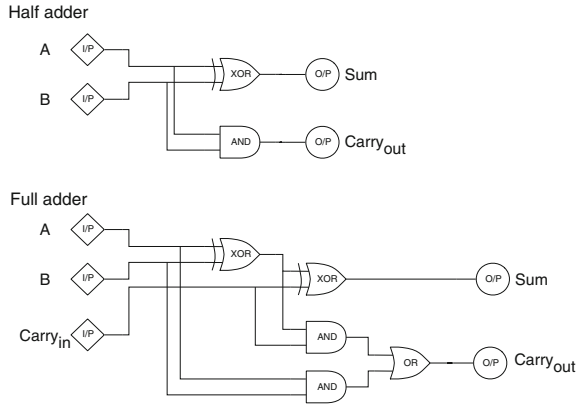 Half adder
A I/P XOR O/P Sum
B I/P
AND O/P Carryout
Full adder
A I/P XOR
B I/P XOR O/P Sum
Carryin I/P AND
OR O/P Carryout
AND